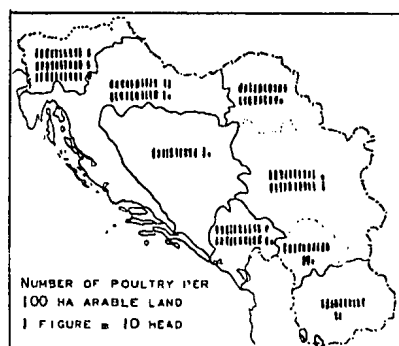 NUMBER OF POULTRY PER
100 HA ARABLE LAND
1 FIGURE = 10 HEAD